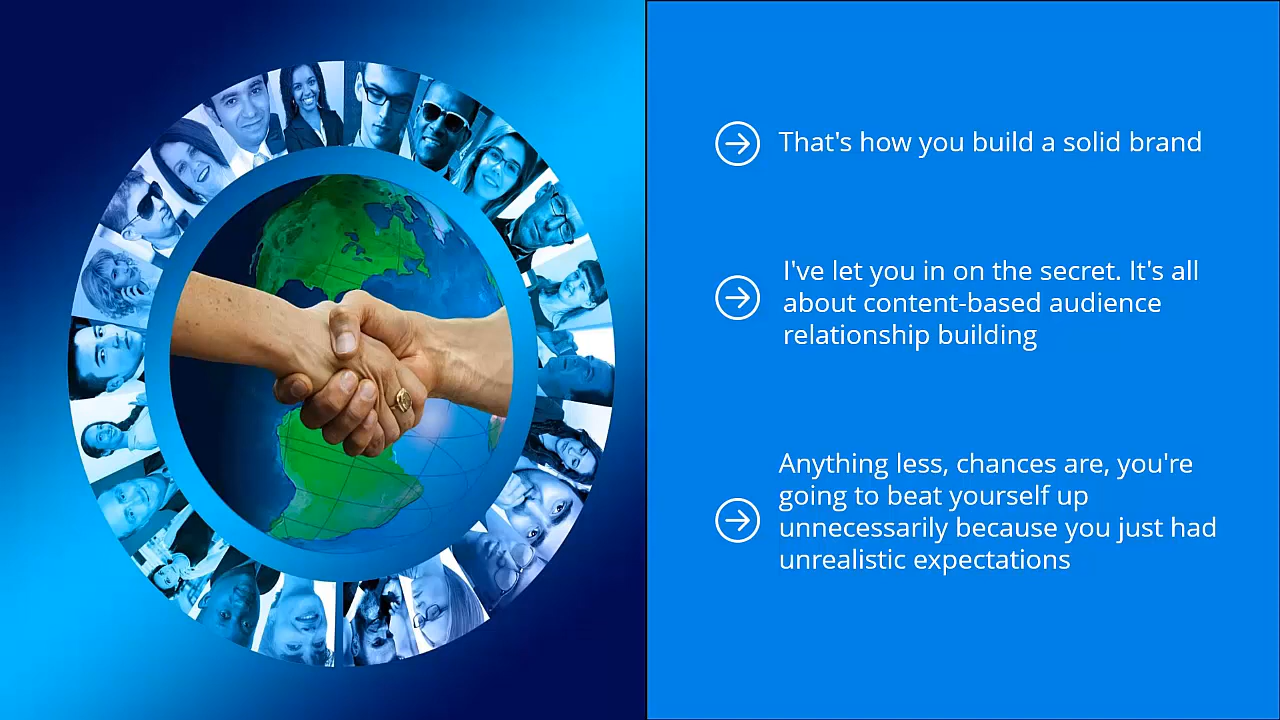 That's how you build a solid brand
I've let you in on the secret. It's all
about content-based audience
relationship building
Anything less, chances are, you're
going to beat yourself up
unnecessarily because you just had
unrealistic expectations